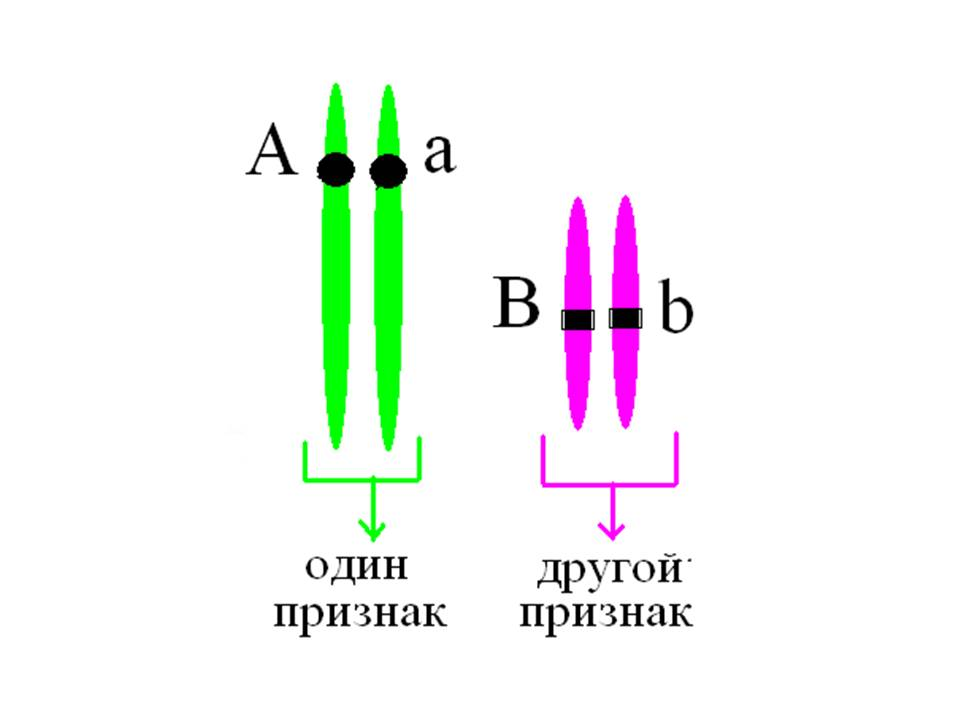 A a
B b
один
признак
другой
признак